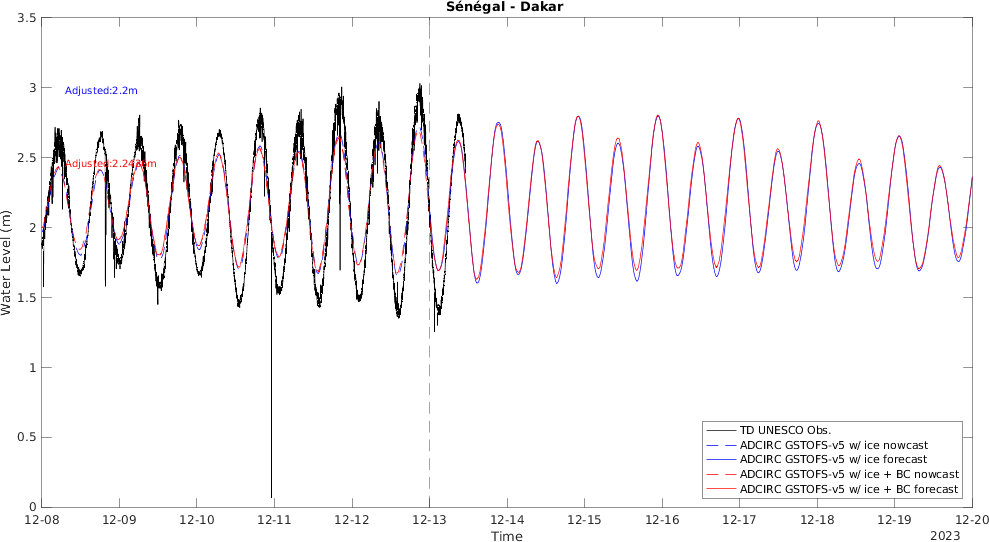 Sénégal - Dakar
3.5
3
2.5
2
1.5
1
0.5
0
Water Level (m)
Adjusted:2.2m
TD UNESCO Obs.
ADCIRC GSTOFS-v5 w/ ice nowcast
ADCIRC GSTOFS-v5 w/ ice forecast
ADCIRC GSTOFS-v5 w/ ice + BC nowcast
ADCIRC GSTOFS-v5 w/ ice + BC forecast
12-08 12-09 12-10 12-11 12-12 12-13 12-14 12-15 12-16 12-17 12-18 12-19 12-20
Time
2023